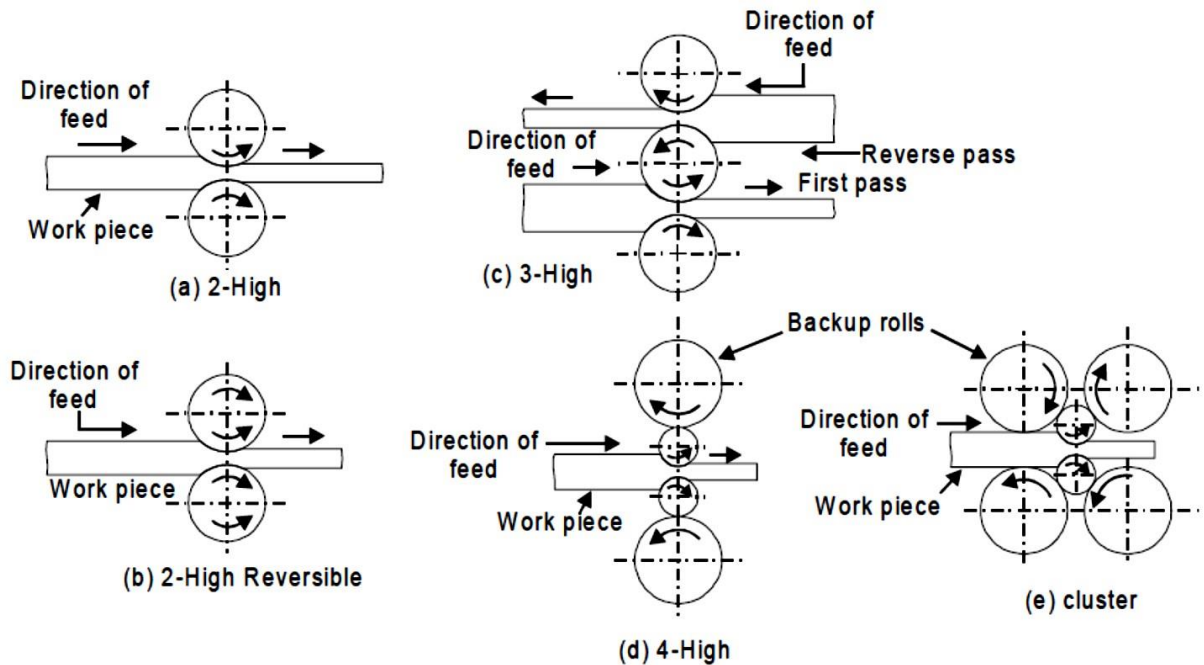 Direction of
feed
Work piece
(a) 2-High
Direction of
feed
Direction of
feed
Reverse pass
First pass
(c) 3-High
Direction of
feed
Work piece
(b) 2-High Reversible
Backup rolls
Direction of
feed
Work piece
(d) 4-High
Direction of
feed
Work piece
(e) cluster